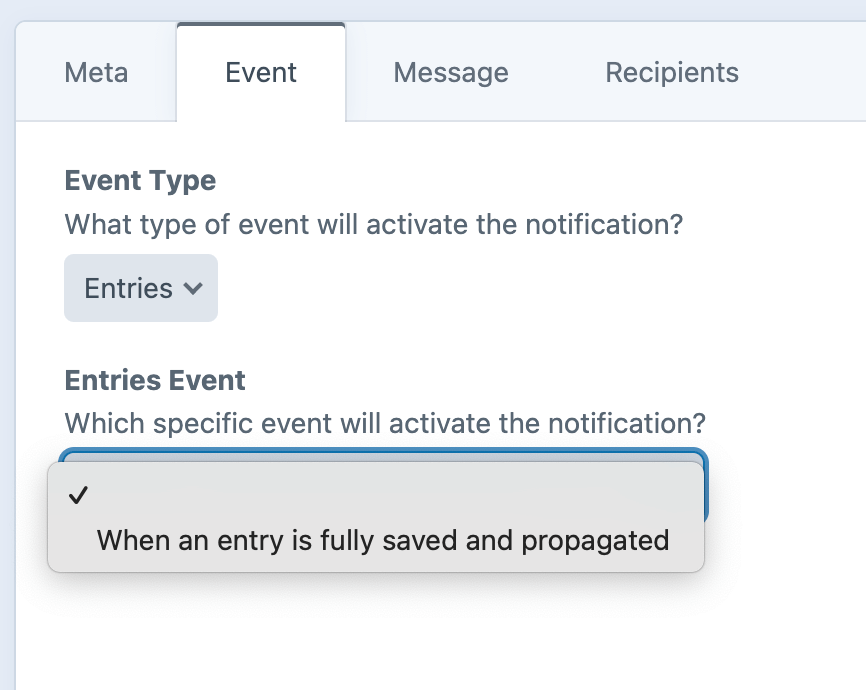 Meta
Event
Message
Recipients
Event Type
What type of event will activate the notification?
Entries
Entries Event
Which specific event will activate the notification?
When an entry is fully saved and propagated